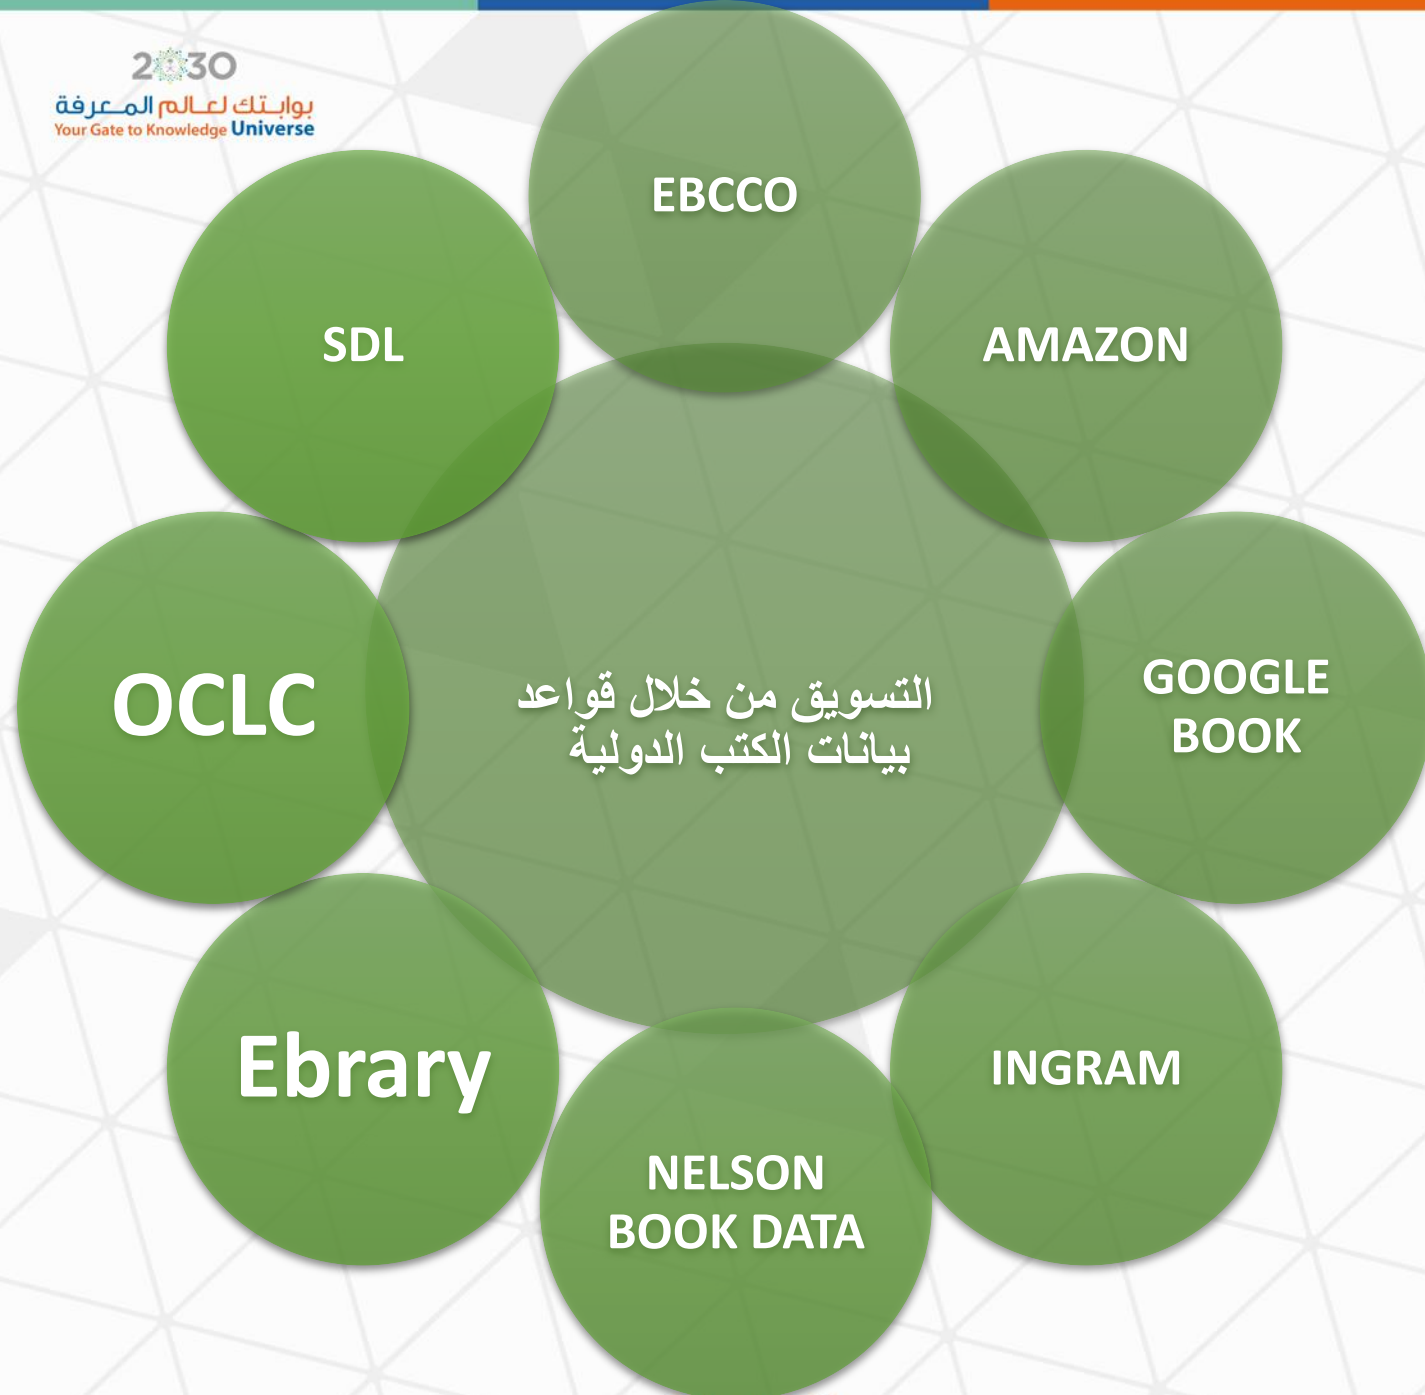 2030
بوابتك لعالم المعرفة
Your Gate to Knowledge Universe
EBCCO
AMAZON
GOOGLE
BOOK
INGRAM
NELSON
BOOK DATA
Ebrary
OCLC
SDL
التسويق من خلال قواعد
بيانات الكتب الدولية